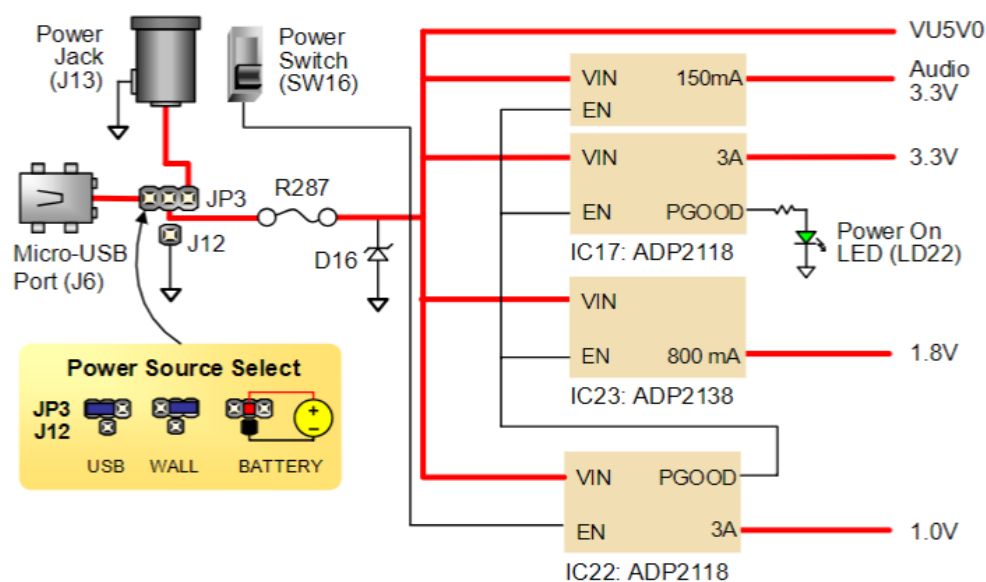 Power
Jack
(J13)
Power
Switch
(SW16)
VU5V0
VIN
150mA
EN
Audio
3.3V
VIN
3A
3.3V
EN
PGOOD
IC17: ADP2118
Power On
LED (LD22)
JP3
J12
R287
D16
Micro-USB
Port (J6)
VIN
EN
800 mA
1.8V
IC23: ADP2138
Power Source Select
JP3
J12
USB
WALL
BATTERY
+
−
VIN
PGOOD
EN
3A
1.0V
IC22: ADP2118